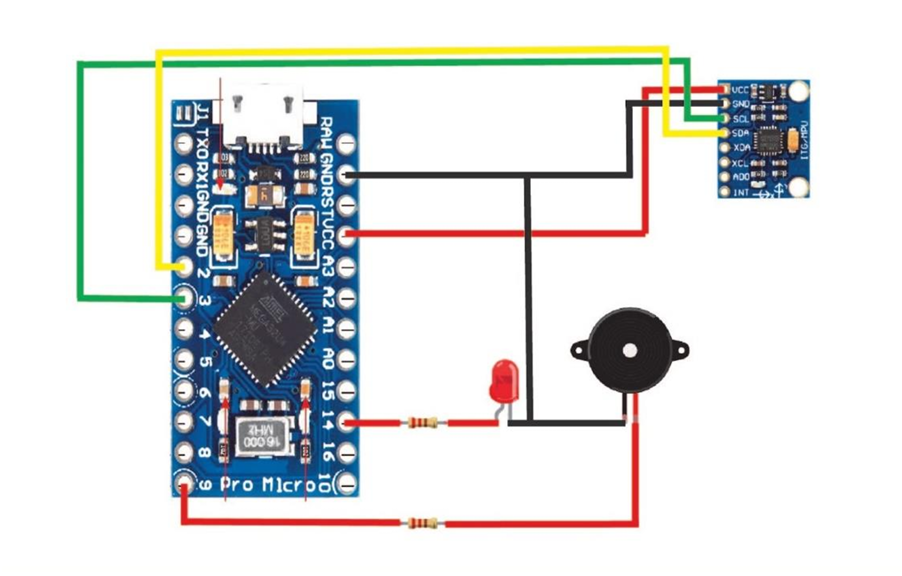 J1
TXO
RX1
GND
GND
2
3
4
5
6
7
8
9
RAW
GND
RST
VCC
A3
A2
A1
A0
15
14
16
10
Pro Micro
16.000
MHz
VCC
GND
SCL
SDA
XDA
XCL
ADO
INT
ITG/MPU